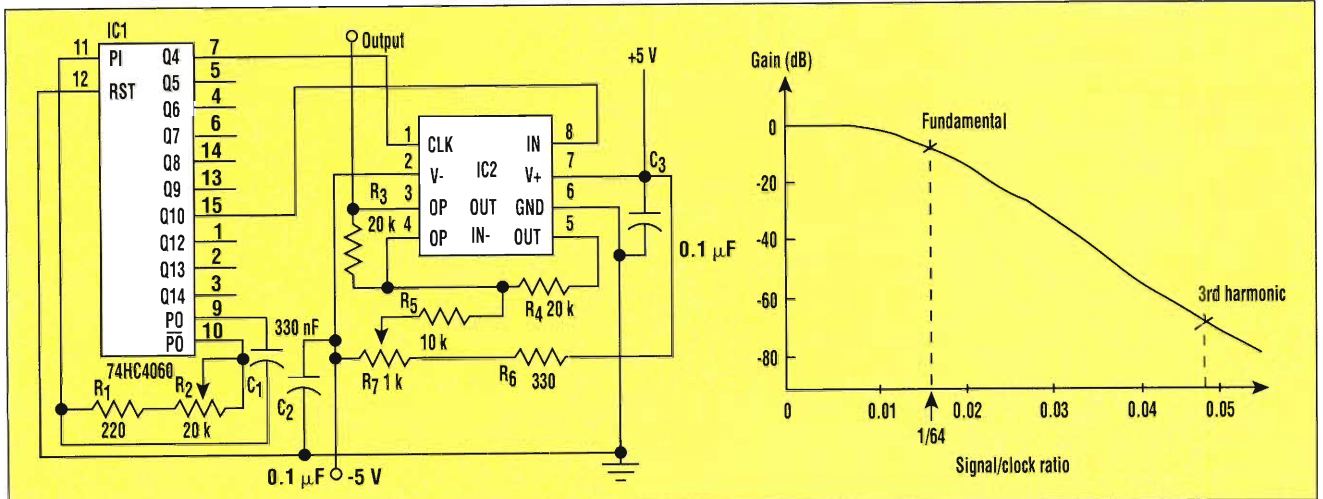 IC1
11
PI
12
RST
Q4
7
Q5
5
Q6
4
Q7
6
Q8
14
Q9
13
Q10
15
Q12
1
Q13
2
Q14
3
P0
9
P0
10
74HC4060
R1
220
R2
20 k
C1
330 nF
C2
0.1 µF
-5 V
Output
R3
20 k
1
CLK
2
V-
3
OP
4
OP
IC2
OUT
IN-
IN
8
V+
7
GND
6
OUT
5
+5 V
C3
0.1 µF
R4 20 k
R5
10 k
R7 1 k
R6
330
Gain (dB)
0
-20
-40
-60
-80
Fundamental
3rd harmonic
0
0.01
0.02
0.03
0.04
0.05
1/64
Signal/clock ratio